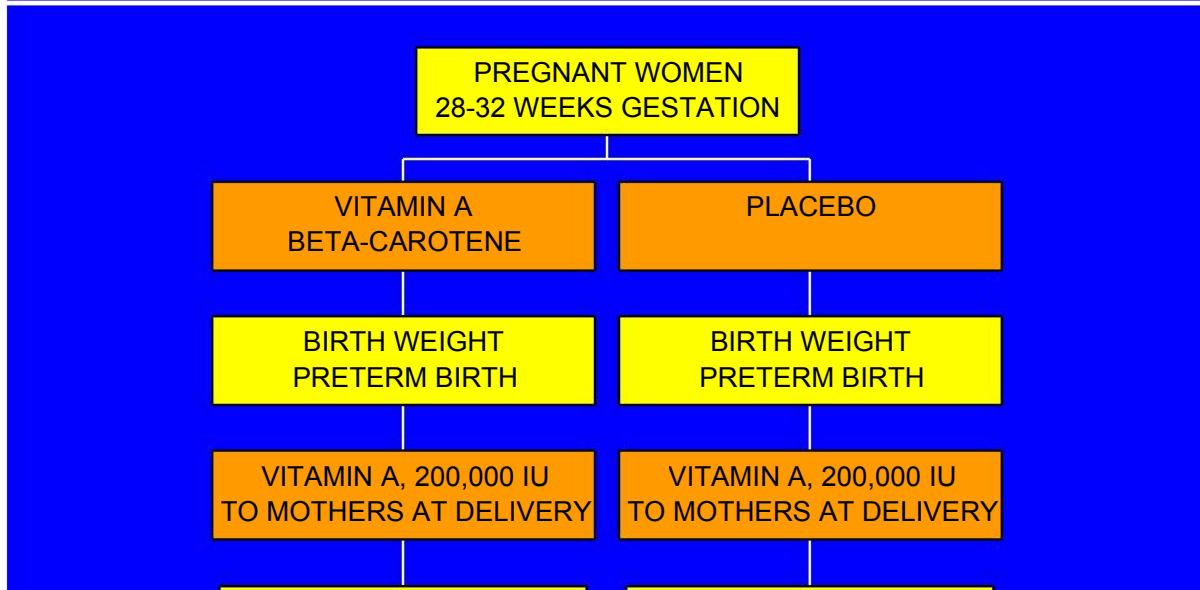 PREGNANT WOMEN
28-32 WEEKS GESTATION
VITAMIN A
BETA-CAROTENE
PLACEBO
BIRTH WEIGHT
PRETERM BIRTH
BIRTH WEIGHT
PRETERM BIRTH
VITAMIN A, 200,000 IU
TO MOTHERS AT DELIVERY
VITAMIN A, 200,000 IU
TO MOTHERS AT DELIVERY